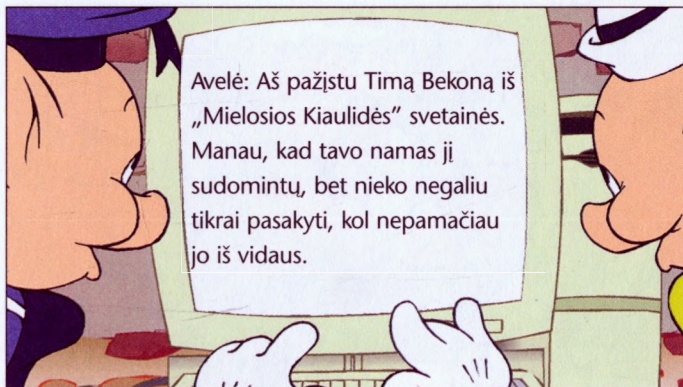 Avelė: Aš pažįstu Timą Bekoną iš
„Mielosios Kiaulidės” svetainės.
Manau, kad tavo namas jį
sudomintų, bet nieko negaliu
tikrai pasakyti, kol nepamačiau
jo iš vidaus.